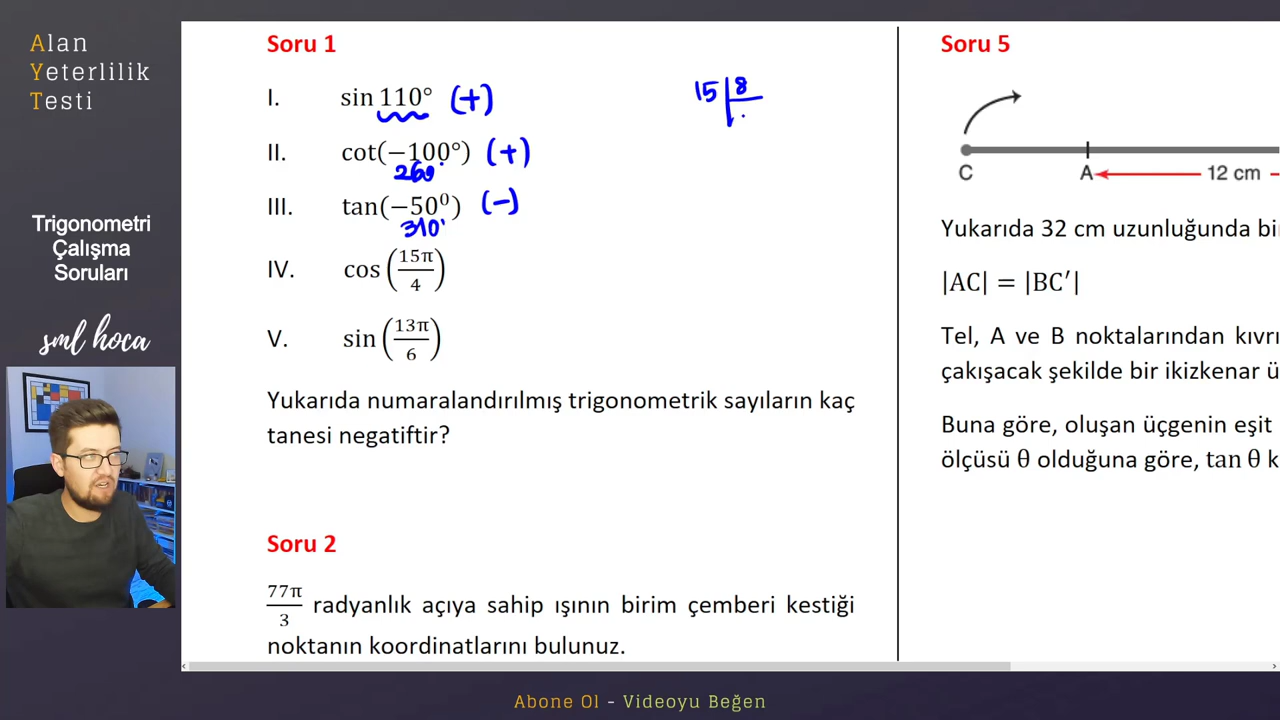 Alan
Yeterlilik
Testi
Trigonometri
Çalışma
Soruları
sml hoca
Soru 1
I. sin 110° (+)
II. cot(−100°) (+)
260°
III. tan(−50⁰) (−)
310°
IV. cos (15π/4)
V. sin (13π/6)
15 | 8
Yukarıda numaralandırılmış trigonometrik sayıların kaç
tanesi negatiftir?
Soru 2
77π/3 radyanlık açıya sahip ışının birim çemberi kestiği
noktanın koordinatlarını bulunuz.
Soru 5
C A 12 cm
Yukarıda 32 cm uzunluğunda bi
|AC| = |BC′|
Tel, A ve B noktalarından kıvrı
çakışacak şekilde bir ikizkenar ü
Buna göre, oluşan üçgenin eşit
ölçüsü θ olduğuna göre, tan θ k
Abone Ol - Videoyu Beğen